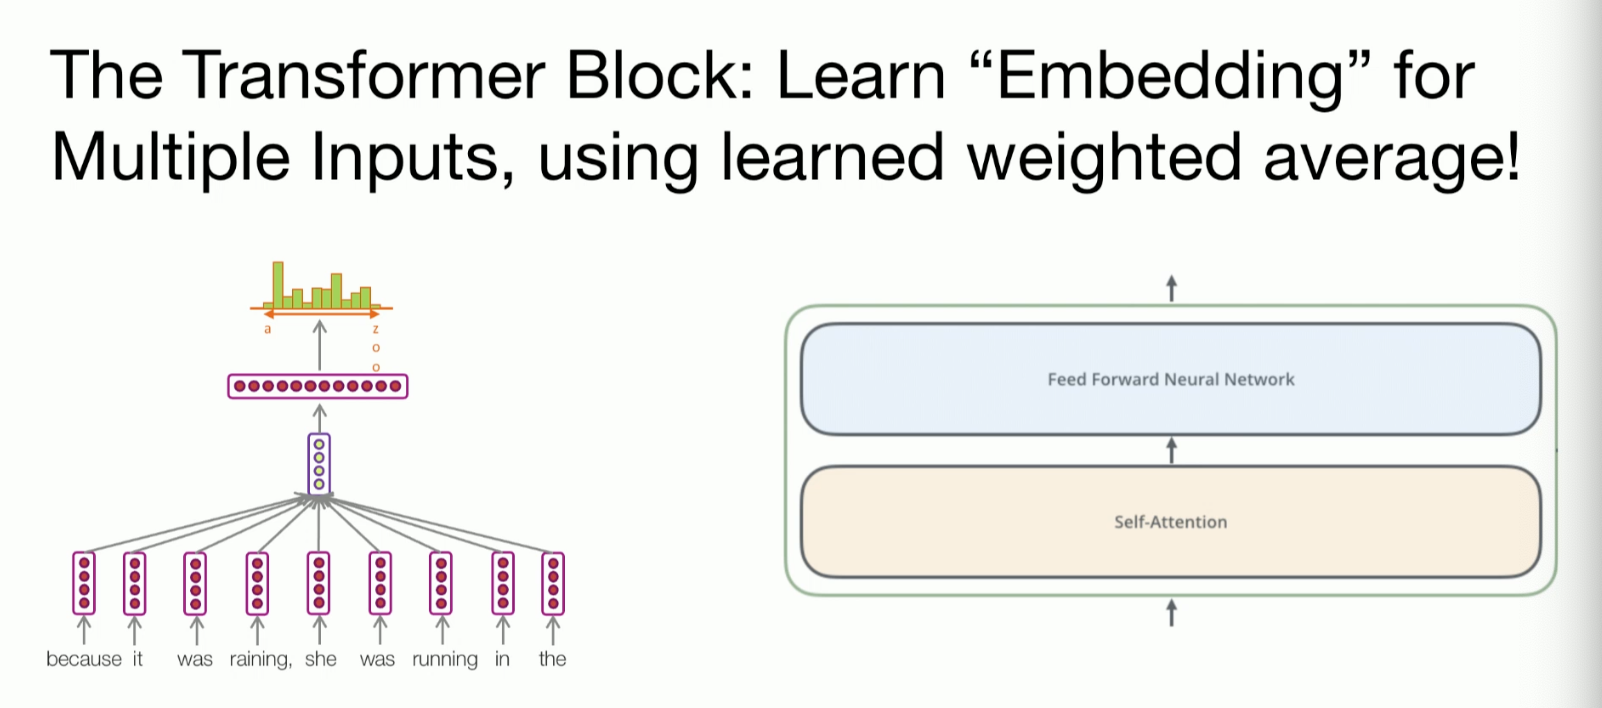 The Transformer Block: Learn “Embedding” for
Multiple Inputs, using learned weighted average!
a
zoo
because it was raining, she was running in the
Feed Forward Neural Network
Self-Attention